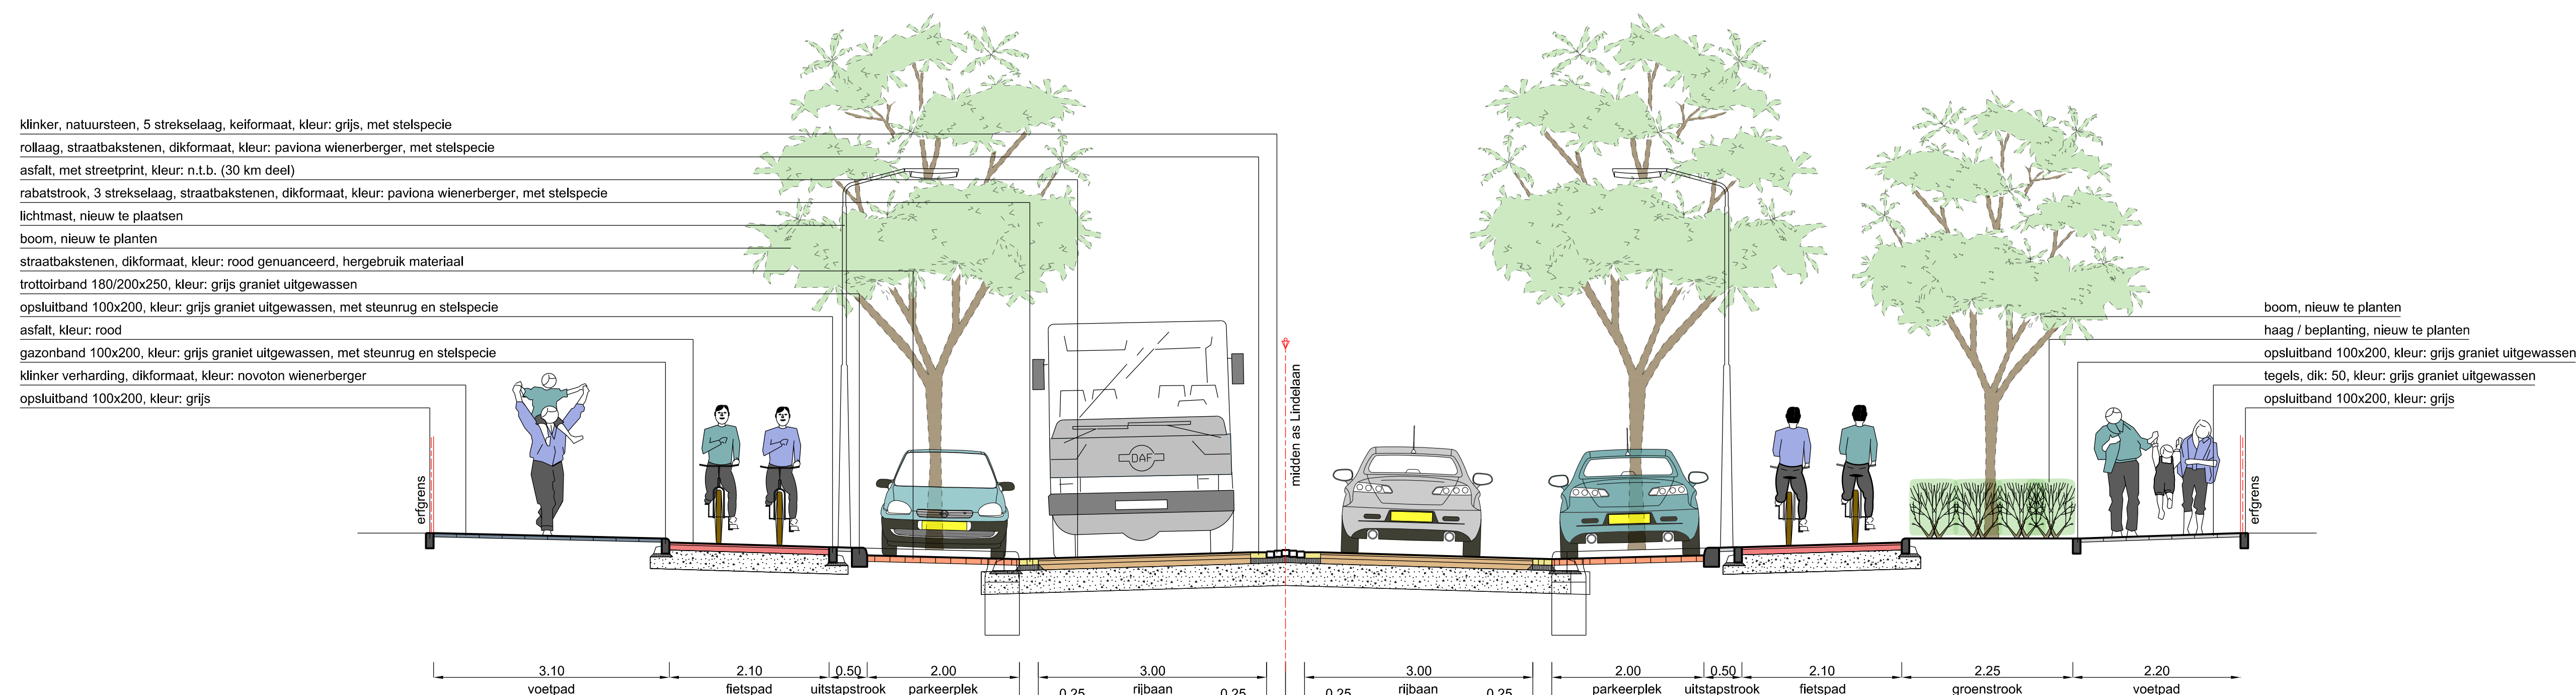 klinker, natuursteen, 5 strekselaag, keiformaat, kleur: grijs, met stelspecie
rollaag, straatbakstenen, dikformaat, kleur: paviona wienerberger, met stelspecie
asfalt, met streetprint, kleur: n.t.b. (30 km deel)
rabatstrook, 3 strekselaag, straatbakstenen, dikformaat, kleur: paviona wienerberger, met stelspecie
lichtmast, nieuw te plaatsen
boom, nieuw te planten
straatbakstenen, dikformaat, kleur: rood genuanceerd, hergebruik materiaal
trottoirband 180/200x250, kleur: grijs graniet uitgewassen
opsluitband 100x200, kleur: grijs graniet uitgewassen, met steunrug en stelspecie
asfalt, kleur: rood
gazonband 100x200, kleur: grijs graniet uitgewassen, met steunrug en stelspecie
klinker verharding, dikformaat, kleur: novoton wienerberger
opsluitband 100x200, kleur: grijs
boom, nieuw te planten
haag / beplanting, nieuw te planten
opsluitband 100x200, kleur: grijs graniet uitgewassen
tegels, dik: 50, kleur: grijs graniet uitgewassen
opsluitband 100x200, kleur: grijs
erfgrens
DAF
midden as Lindelaan
erfgrens
3.10 2.10 0.50 2.00 3.00 3.00 2.00 0.50 2.10 2.25 2.20
voetpad fietspad uitstapstrook parkeerplek 0.25 rijbaan 0.25 0.25 rijbaan 0.25 parkeerplek uitstapstrook fietspad groenstrook voetpad